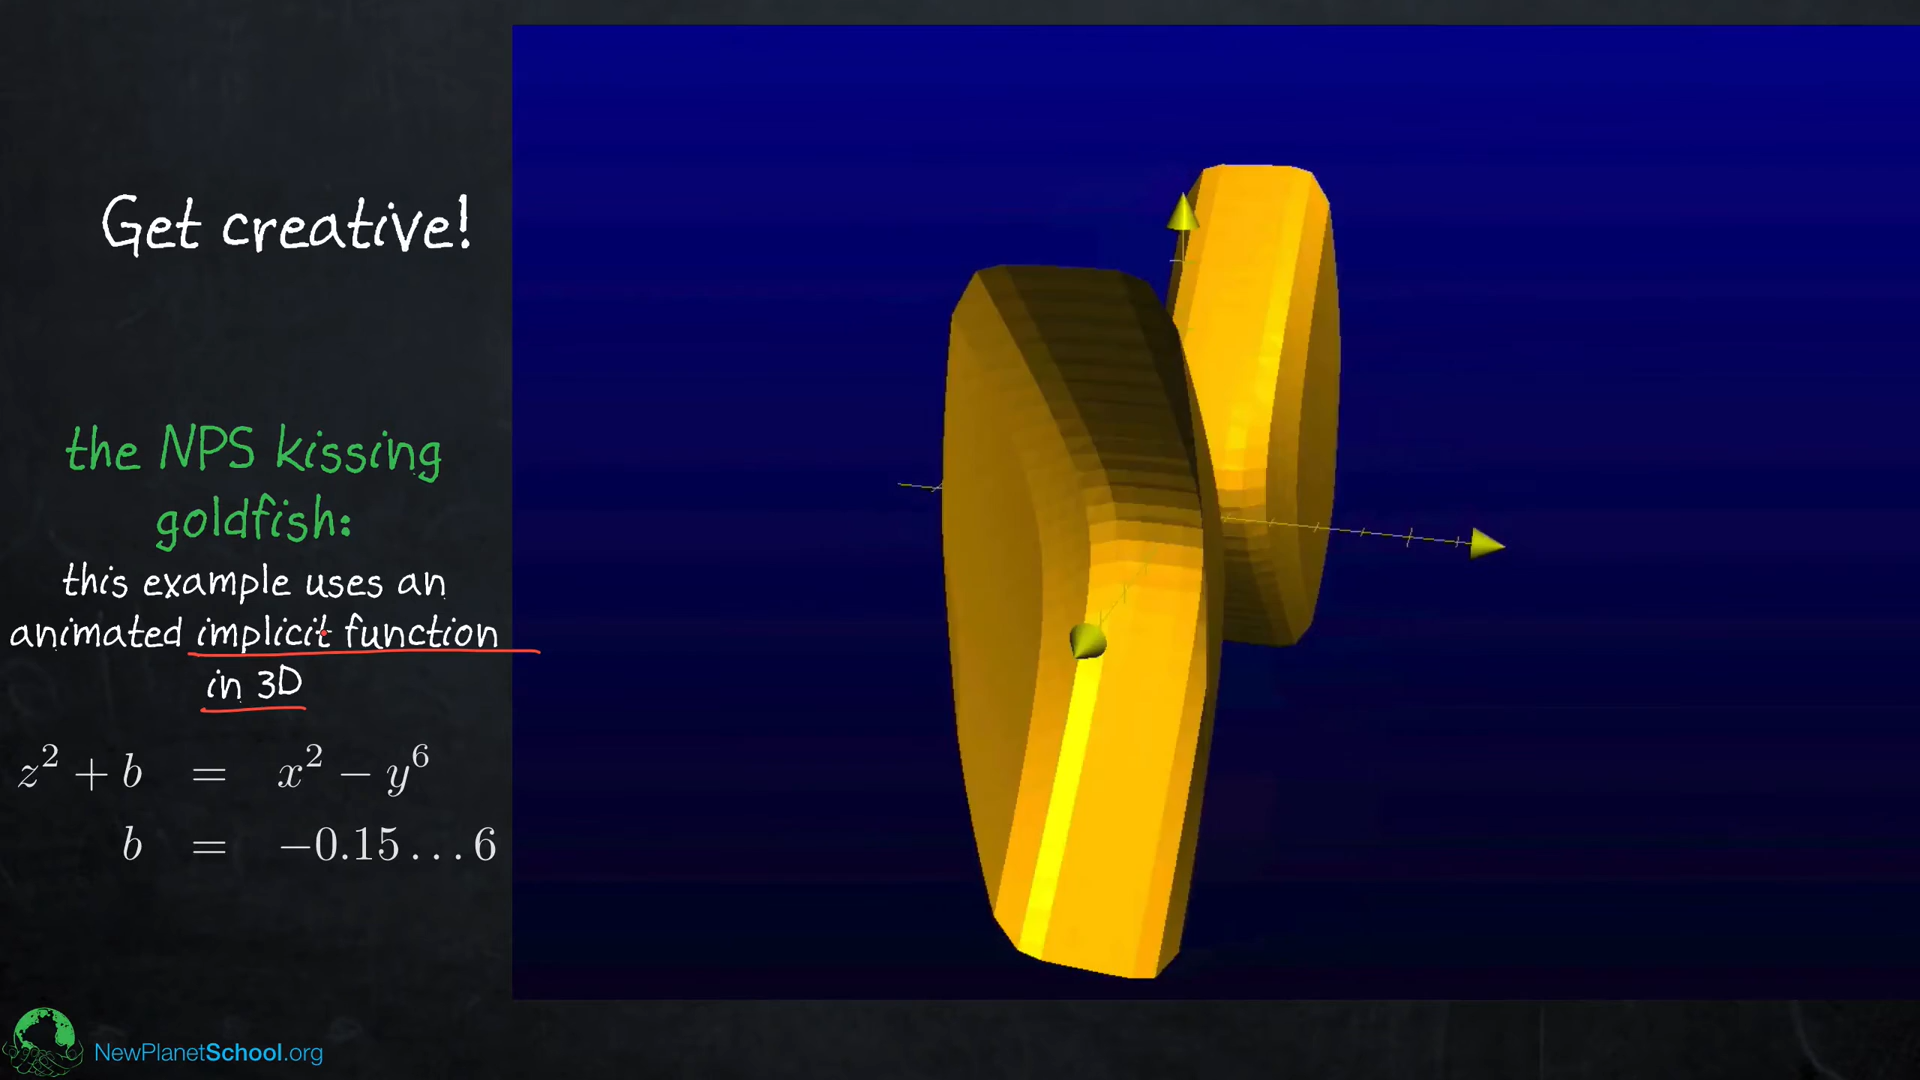 Get creative!
the NPS kissing
goldfish:
this example uses an
animated implicit function
in 3D
z² + b = x² − y⁶
b = −0.15 . . . 6
NewPlanetSchool.org